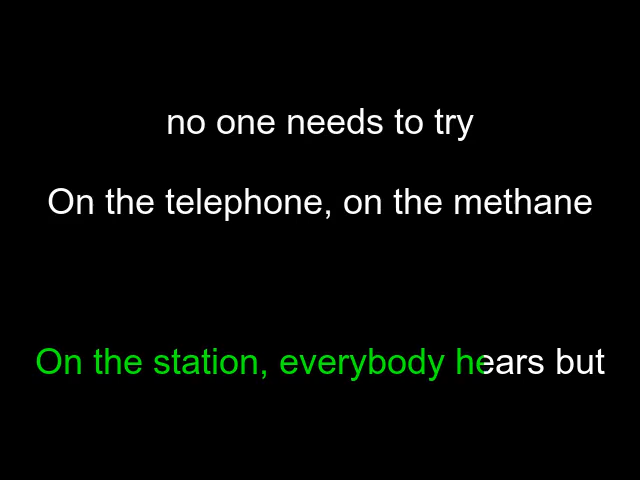 no one needs to try
On the telephone, on the methane
On the station, everybody hears but